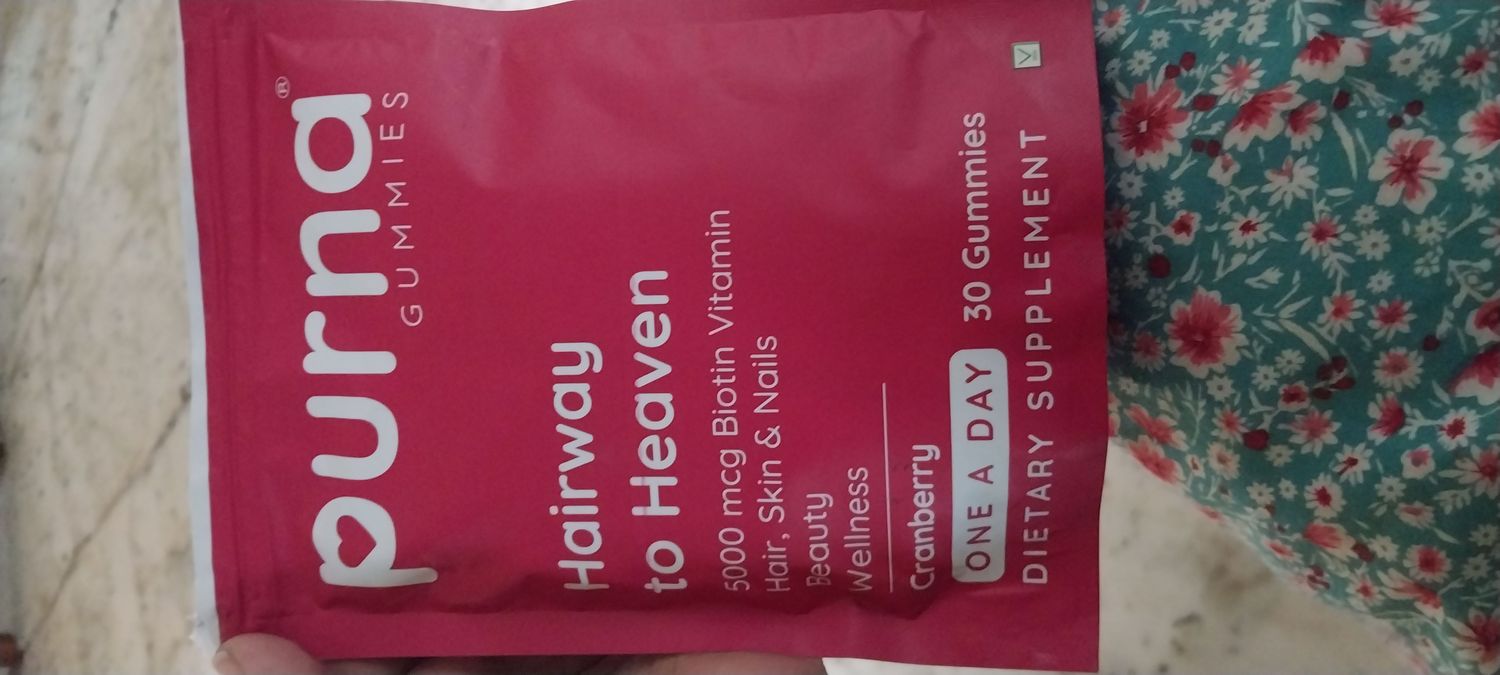 purna®
GUMMIES
Hairway
to Heaven
5000 mcg Biotin Vitamin
Hair, Skin & Nails
Beauty
Wellness
Cranberry
ONE A DAY 30 Gummies
DIETARY SUPPLEMENT